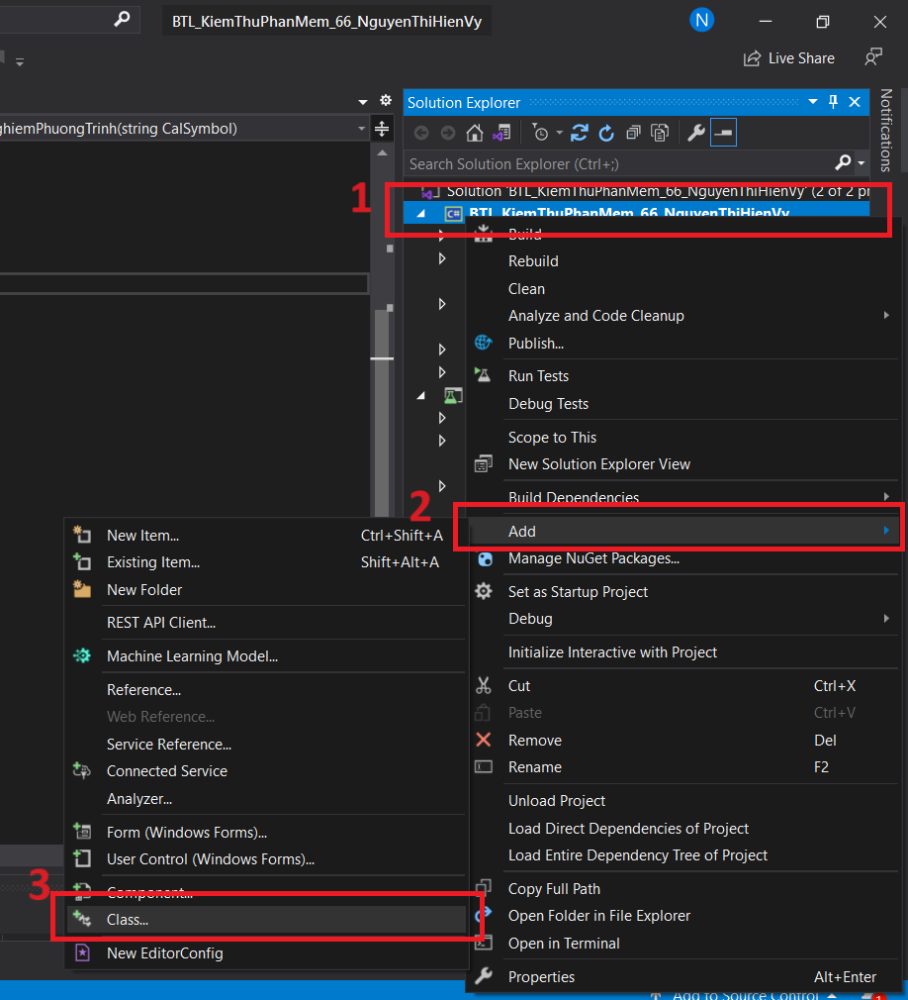 BTL_KiemThuPhanMem_66_NguyenThiHienVy
N
Live Share
ghiemPhuongTrinh(string CalSymbol)
Solution Explorer
Notifications
Search Solution Explorer (Ctrl+;)
1
Solution 'BTL_KiemThuPhanMem_66_NguyenThiHienVy' (2 of 2 pr
C# BTL_KiemThuPhanMem_66_NguyenThiHienVy
Build
Rebuild
Clean
Analyze and Code Cleanup
Publish...
Run Tests
Debug Tests
Scope to This
New Solution Explorer View
Build Dependencies
2
Add
Manage NuGet Packages...
Set as Startup Project
Debug
Initialize Interactive with Project
Cut Ctrl+X
Paste Ctrl+V
Remove Del
Rename F2
Unload Project
Load Direct Dependencies of Project
Load Entire Dependency Tree of Project
Copy Full Path
Open Folder in File Explorer
Open in Terminal
Properties Alt+Enter
New Item... Ctrl+Shift+A
Existing Item... Shift+Alt+A
New Folder
REST API Client...
Machine Learning Model...
Reference...
Web Reference...
Service Reference...
Connected Service
Analyzer...
Form (Windows Forms)...
User Control (Windows Forms)...
Component...
3
Class...
New EditorConfig
Add to Source Control
1